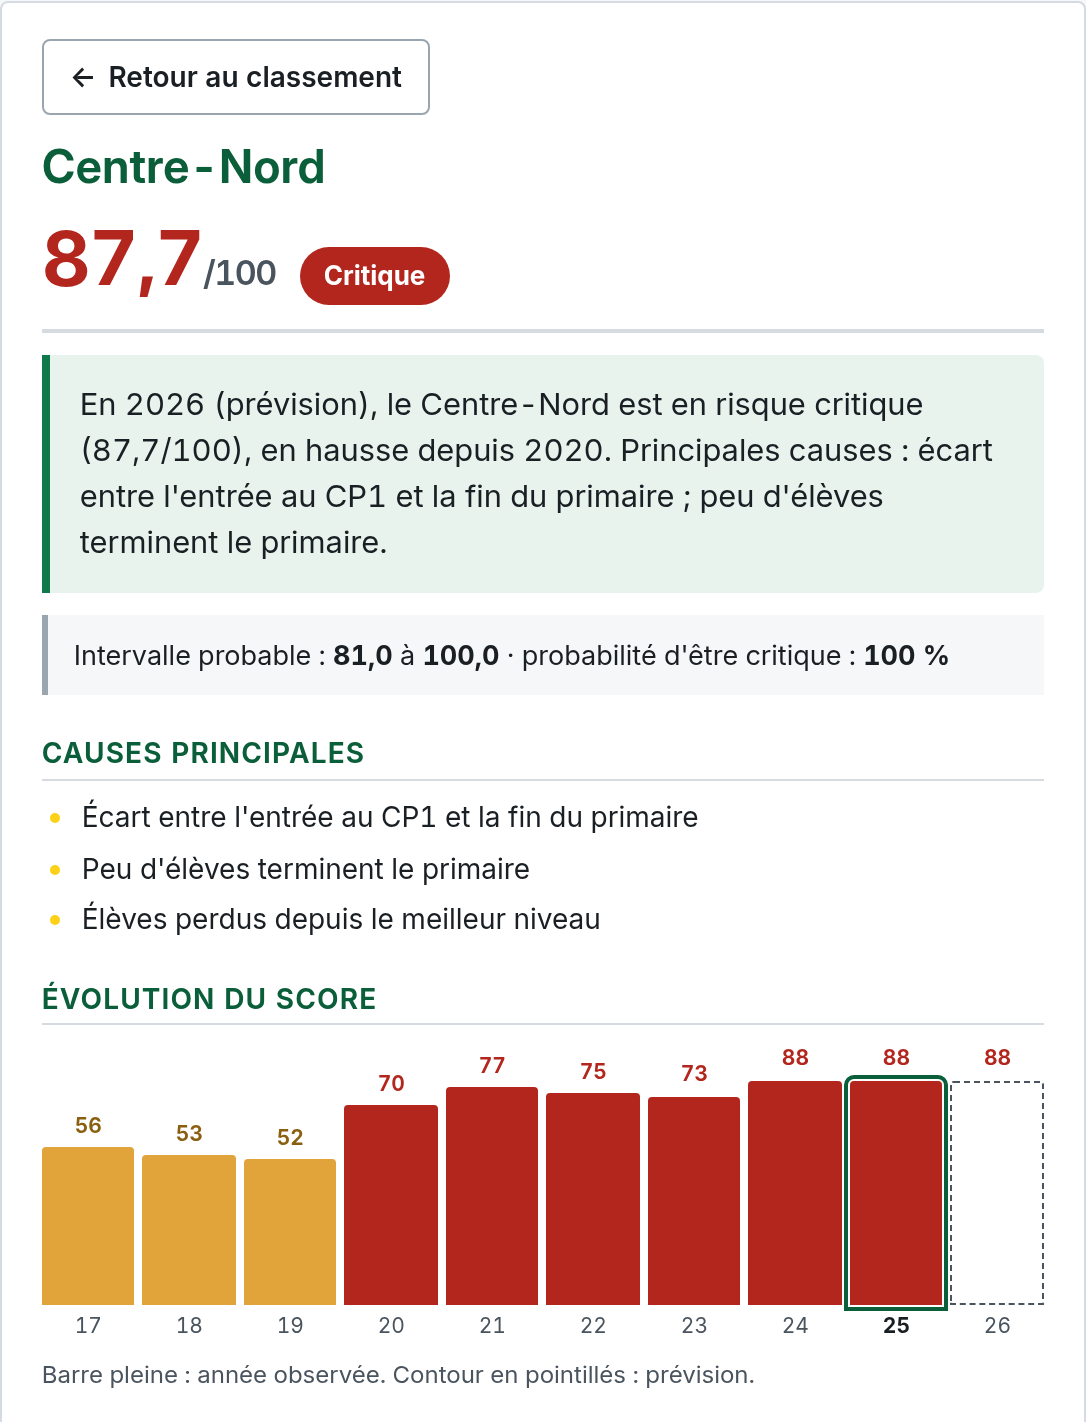 ← Retour au classement
Centre-Nord
87,7/100 Critique
En 2026 (prévision), le Centre-Nord est en risque critique
(87,7/100), en hausse depuis 2020. Principales causes : écart
entre l'entrée au CP1 et la fin du primaire ; peu d'élèves
terminent le primaire.
Intervalle probable : 81,0 à 100,0 · probabilité d'être critique : 100 %
CAUSES PRINCIPALES
• Écart entre l'entrée au CP1 et la fin du primaire
• Peu d'élèves terminent le primaire
• Élèves perdus depuis le meilleur niveau
ÉVOLUTION DU SCORE
56 53 52 70 77 75 73 88 88 88
17 18 19 20 21 22 23 24 25 26
Barre pleine : année observée. Contour en pointillés : prévision.